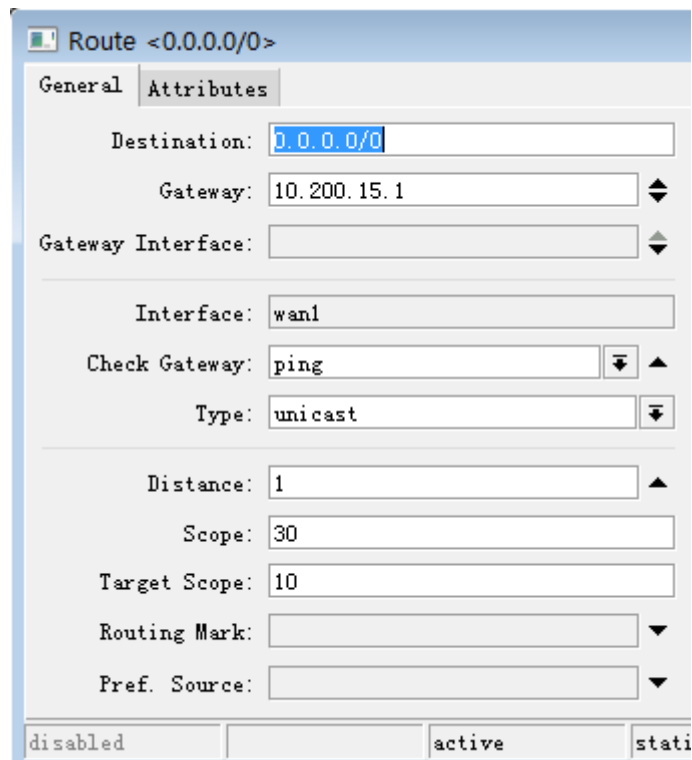 Route <0.0.0.0/0>
General Attributes
Destination: 0.0.0.0/0
Gateway: 10.200.15.1
Gateway Interface:
Interface: wan1
Check Gateway: ping
Type: unicast
Distance: 1
Scope: 30
Target Scope: 10
Routing Mark:
Pref. Source:
disabled active stati